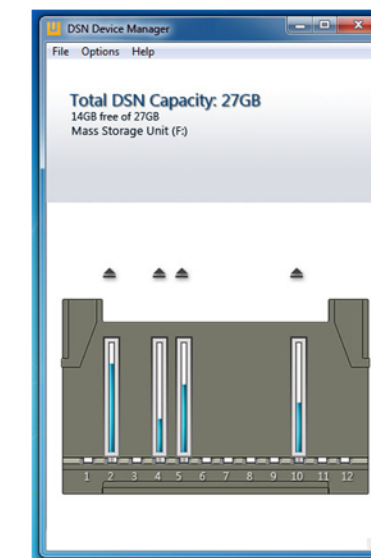 DSN Device Manager
File Options Help
Total DSN Capacity: 27GB
14GB free of 27GB
Mass Storage Unit (F:)
1 2 3 4 5 6 7 8 9 10 11 12